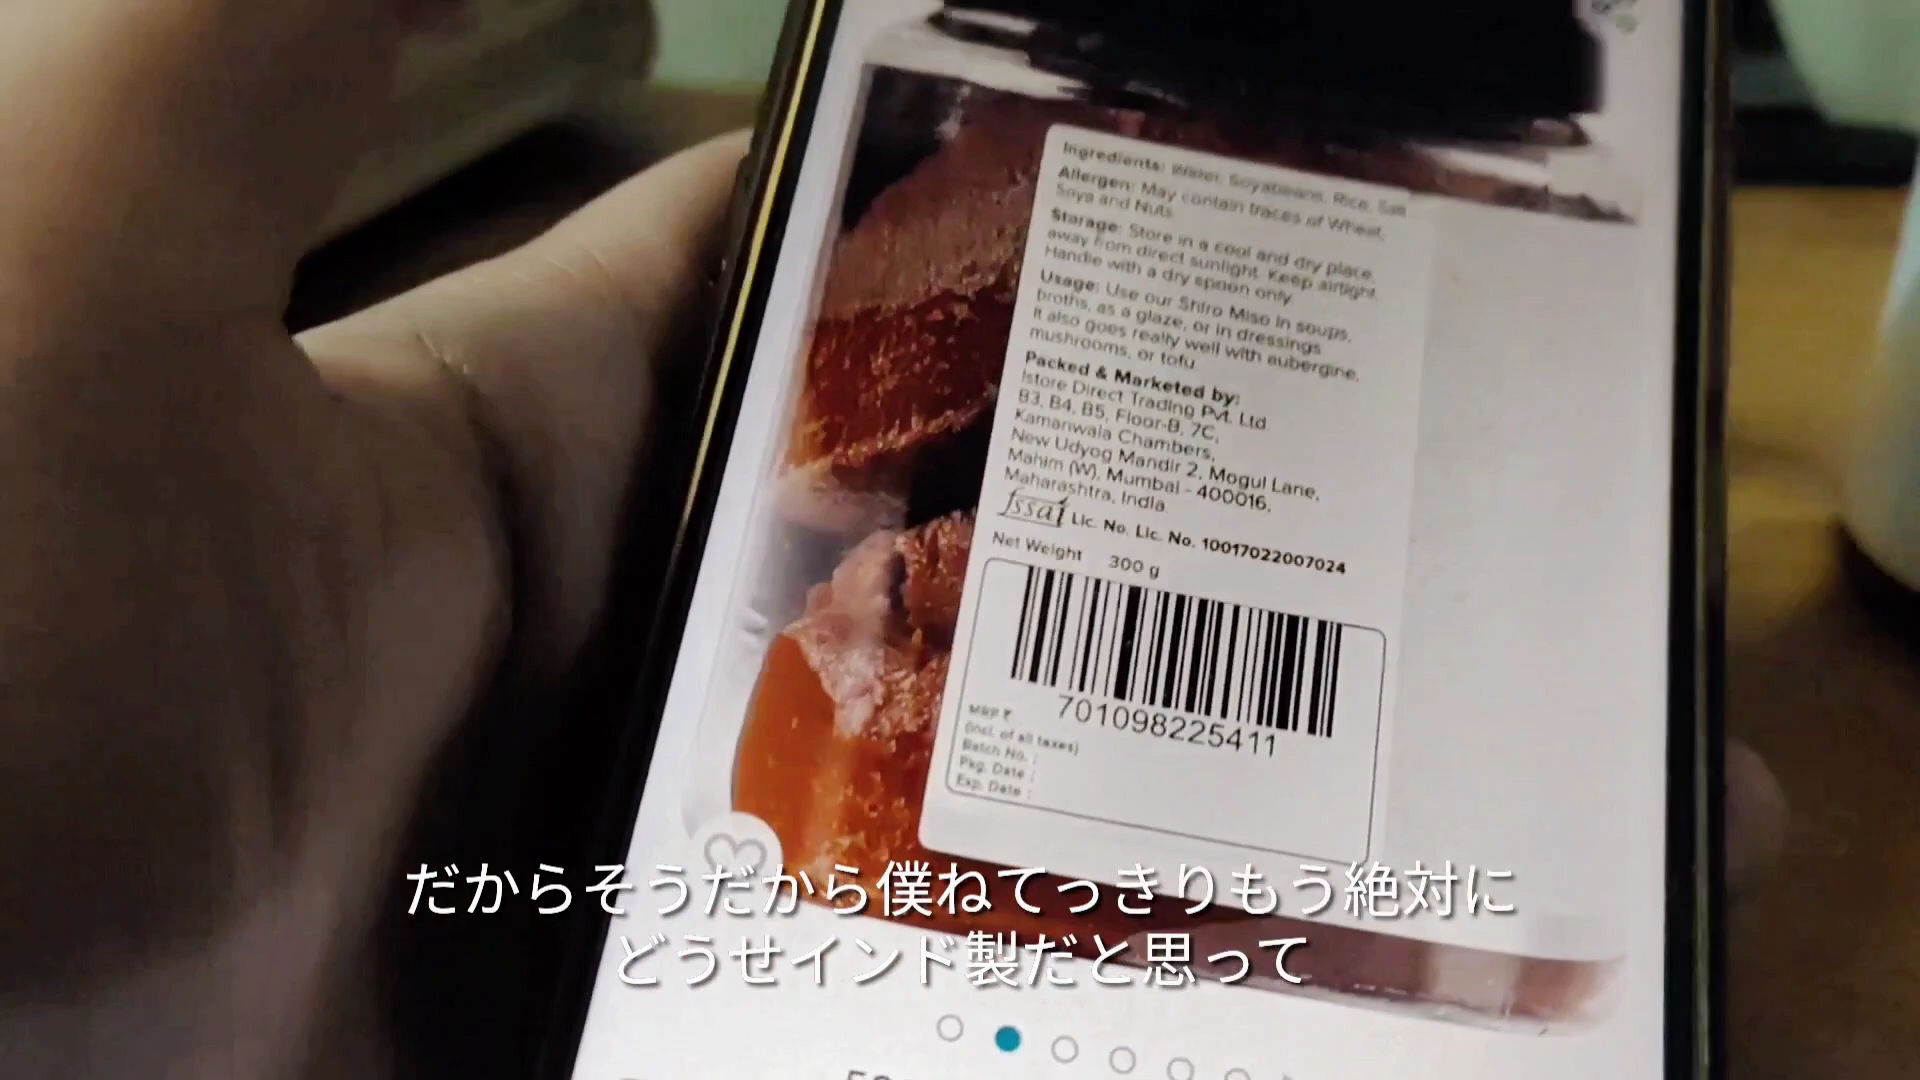 Ingredients: Water, Soyabeans, Rice, Salt
Allergen: May contain traces of Wheat,
Soya and Nuts.
Storage: Store in a cool and dry place,
away from direct sunlight. Keep airtight.
Handle with a dry spoon only.
Usage: Use our Shiro Miso in soups,
broths, as a glaze, or in dressings.
It also goes really well with aubergine,
mushrooms, or tofu.
Packed & Marketed by:
Istore Direct Trading Pvt. Ltd
B3, B4, B5, Floor-B, 7C,
Kamanwala Chambers,
New Udyog Mandir 2, Mogul Lane,
Mahim (W), Mumbai - 400016,
Maharashtra, India
fssai Lic. No. Lic. No. 10017022007024
Net Weight 300 g
701098225411
MRP ₹
(incl. of all taxes)
Batch No. :
Pkg. Date :
Exp. Date :
だからそうだから僕ねてっきりもう絶対に
どうせインド製だと思って